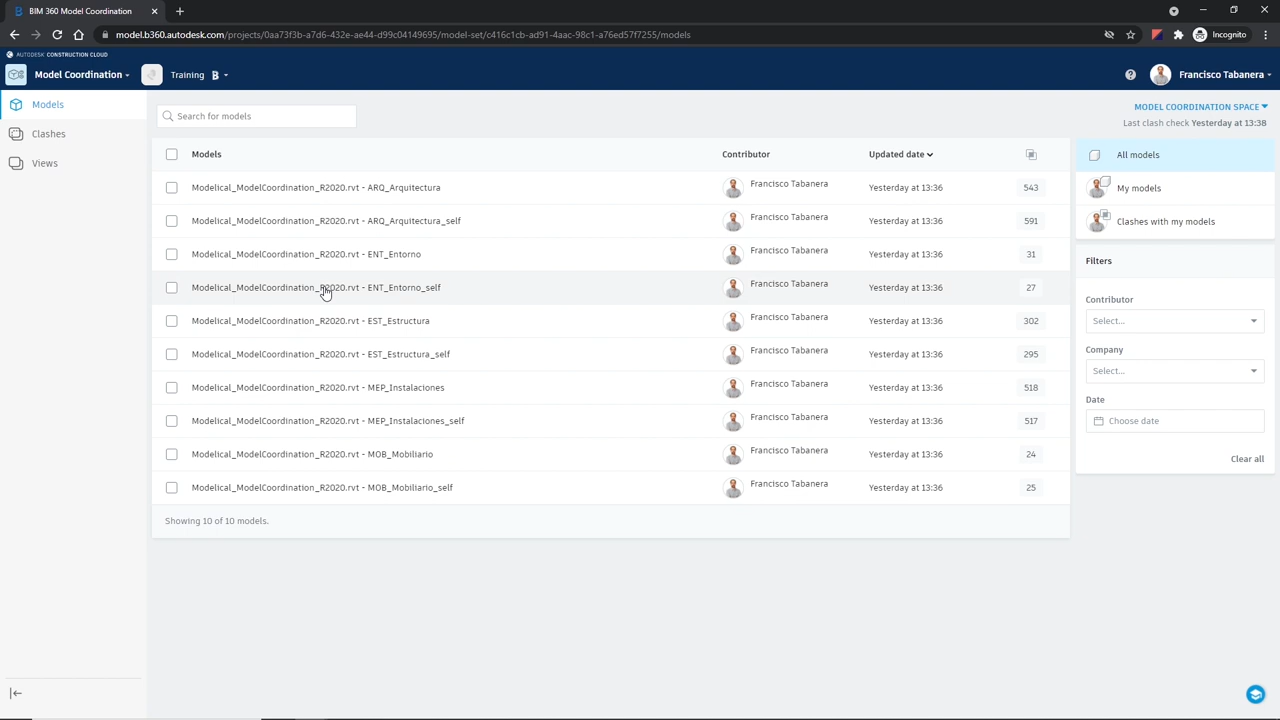 BIM 360 Model Coordination
model.b360.autodesk.com/projects/0aa73f3b-a7d6-432e-ae44-d99c04149695/model-set/c416c1cb-ad91-4aac-98c1-a76ed57f7255/models
Incognito
AUTODESK CONSTRUCTION CLOUD
Model Coordination
Training
B
Francisco Tabanera
Models
Clashes
Views
Search for models
MODEL COORDINATION SPACE
Last clash check Yesterday at 13:38
Models Contributor Updated date
Modelical_ModelCoordination_R2020.rvt - ARQ_Arquitectura Francisco Tabanera Yesterday at 13:36 543
Modelical_ModelCoordination_R2020.rvt - ARQ_Arquitectura_self Francisco Tabanera Yesterday at 13:36 591
Modelical_ModelCoordination_R2020.rvt - ENT_Entorno Francisco Tabanera Yesterday at 13:36 31
Modelical_ModelCoordination_R2020.rvt - ENT_Entorno_self Francisco Tabanera Yesterday at 13:36 27
Modelical_ModelCoordination_R2020.rvt - EST_Estructura Francisco Tabanera Yesterday at 13:36 302
Modelical_ModelCoordination_R2020.rvt - EST_Estructura_self Francisco Tabanera Yesterday at 13:36 295
Modelical_ModelCoordination_R2020.rvt - MEP_Instalaciones Francisco Tabanera Yesterday at 13:36 518
Modelical_ModelCoordination_R2020.rvt - MEP_Instalaciones_self Francisco Tabanera Yesterday at 13:36 517
Modelical_ModelCoordination_R2020.rvt - MOB_Mobiliario Francisco Tabanera Yesterday at 13:36 24
Modelical_ModelCoordination_R2020.rvt - MOB_Mobiliario_self Francisco Tabanera Yesterday at 13:36 25
Showing 10 of 10 models.
All models
My models
Clashes with my models
Filters
Contributor
Select...
Company
Select...
Date
Choose date
Clear all